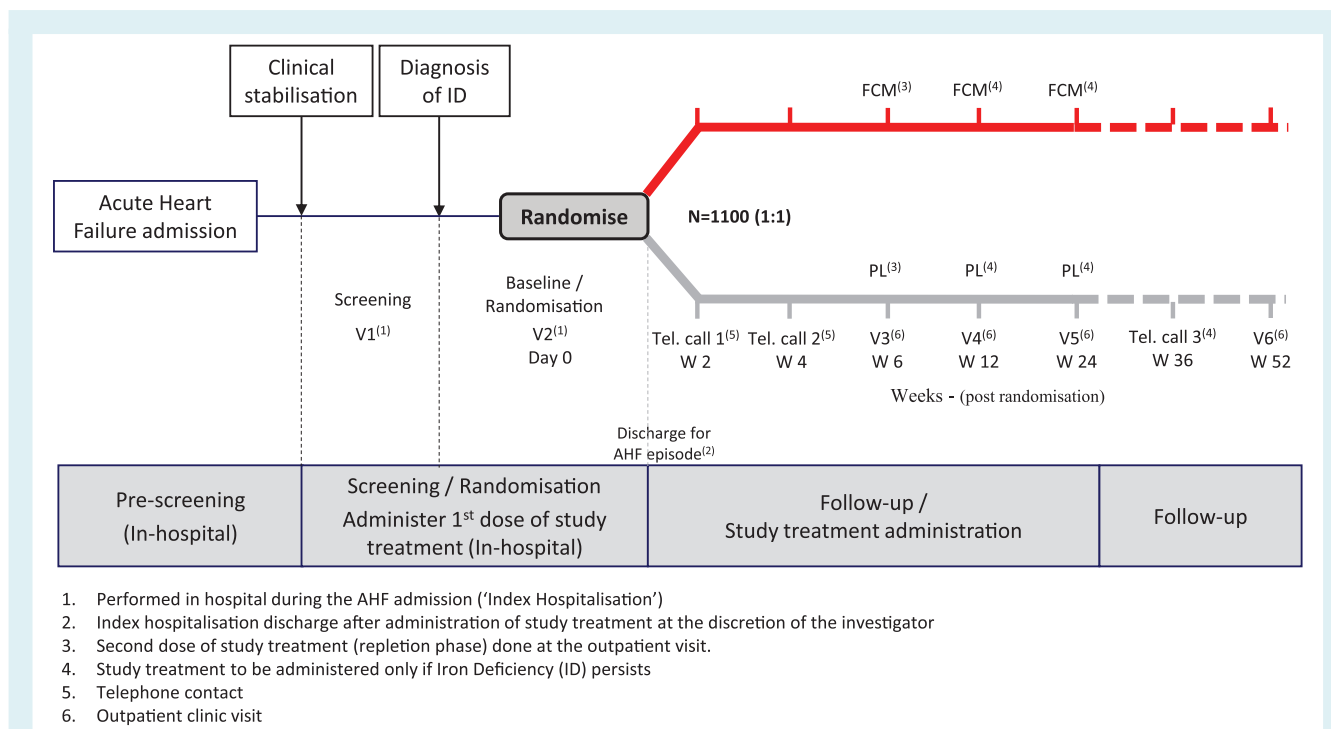 Clinical
stabilisation
Diagnosis
of ID
FCM(3)
FCM(4)
FCM(4)
Acute Heart
Failure admission
Randomise
N=1100 (1:1)
PL(3)
PL(4)
PL(4)
Screening
V1(1)
Baseline /
Randomisation
V2(1)
Day 0
Tel. call 1(5)
W 2
Tel. call 2(5)
W 4
V3(6)
W 6
V4(6)
W 12
V5(6)
W 24
Tel. call 3(4)
W 36
V6(6)
W 52
Weeks - (post randomisation)
Discharge for
AHF episode(2)
Pre-screening
(In-hospital)
Screening / Randomisation
Administer 1st dose of study
treatment (In-hospital)
Follow-up /
Study treatment administration
Follow-up
1. Performed in hospital during the AHF admission (‘Index Hospitalisation’)
2. Index hospitalisation discharge after administration of study treatment at the discretion of the investigator
3. Second dose of study treatment (repletion phase) done at the outpatient visit.
4. Study treatment to be administered only if Iron Deficiency (ID) persists
5. Telephone contact
6. Outpatient clinic visit